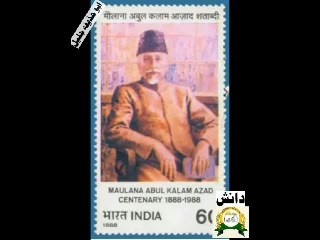 मौलाना अबुल कलाम आज़ाद शताब्दी
MAULANA ABUL KALAM AZAD
CENTENARY 1888-1988
भारत INDIA
60
1988
دانش